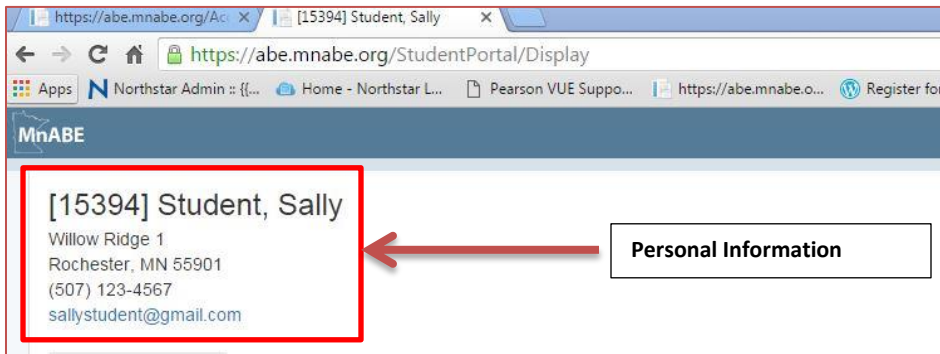 https://abe.mnabe.org/Ac
[15394] Student, Sally
https://abe.mnabe.org/StudentPortal/Display
Apps Northstar Admin :: {{... Home - Northstar L... Pearson VUE Suppo... https://abe.mnabe.o... Register for
MnABE
[15394] Student, Sally
Willow Ridge 1
Rochester, MN 55901
(507) 123-4567
sallystudent@gmail.com
Personal Information